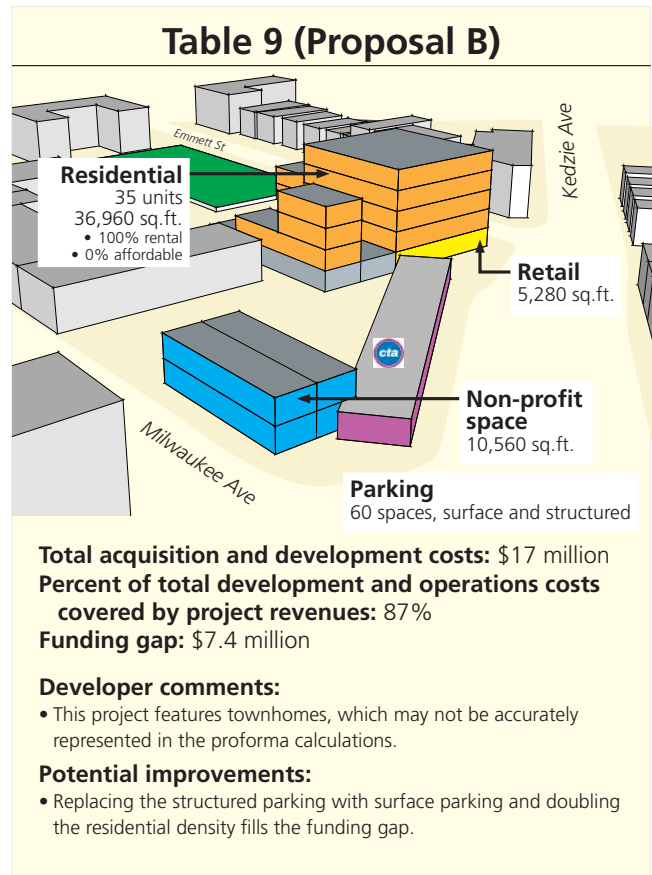 Table 9 (Proposal B)
Emmett St
Kedzie Ave
Residential
35 units
36,960 sq.ft.
• 100% rental
• 0% affordable
Retail
5,280 sq.ft.
cta
Non-profit
space
10,560 sq.ft.
Milwaukee Ave
Parking
60 spaces, surface and structured
Total acquisition and development costs: $17 million
Percent of total development and operations costs
covered by project revenues: 87%
Funding gap: $7.4 million
Developer comments:
• This project features townhomes, which may not be accurately
represented in the proforma calculations.
Potential improvements:
• Replacing the structured parking with surface parking and doubling
the residential density fills the funding gap.